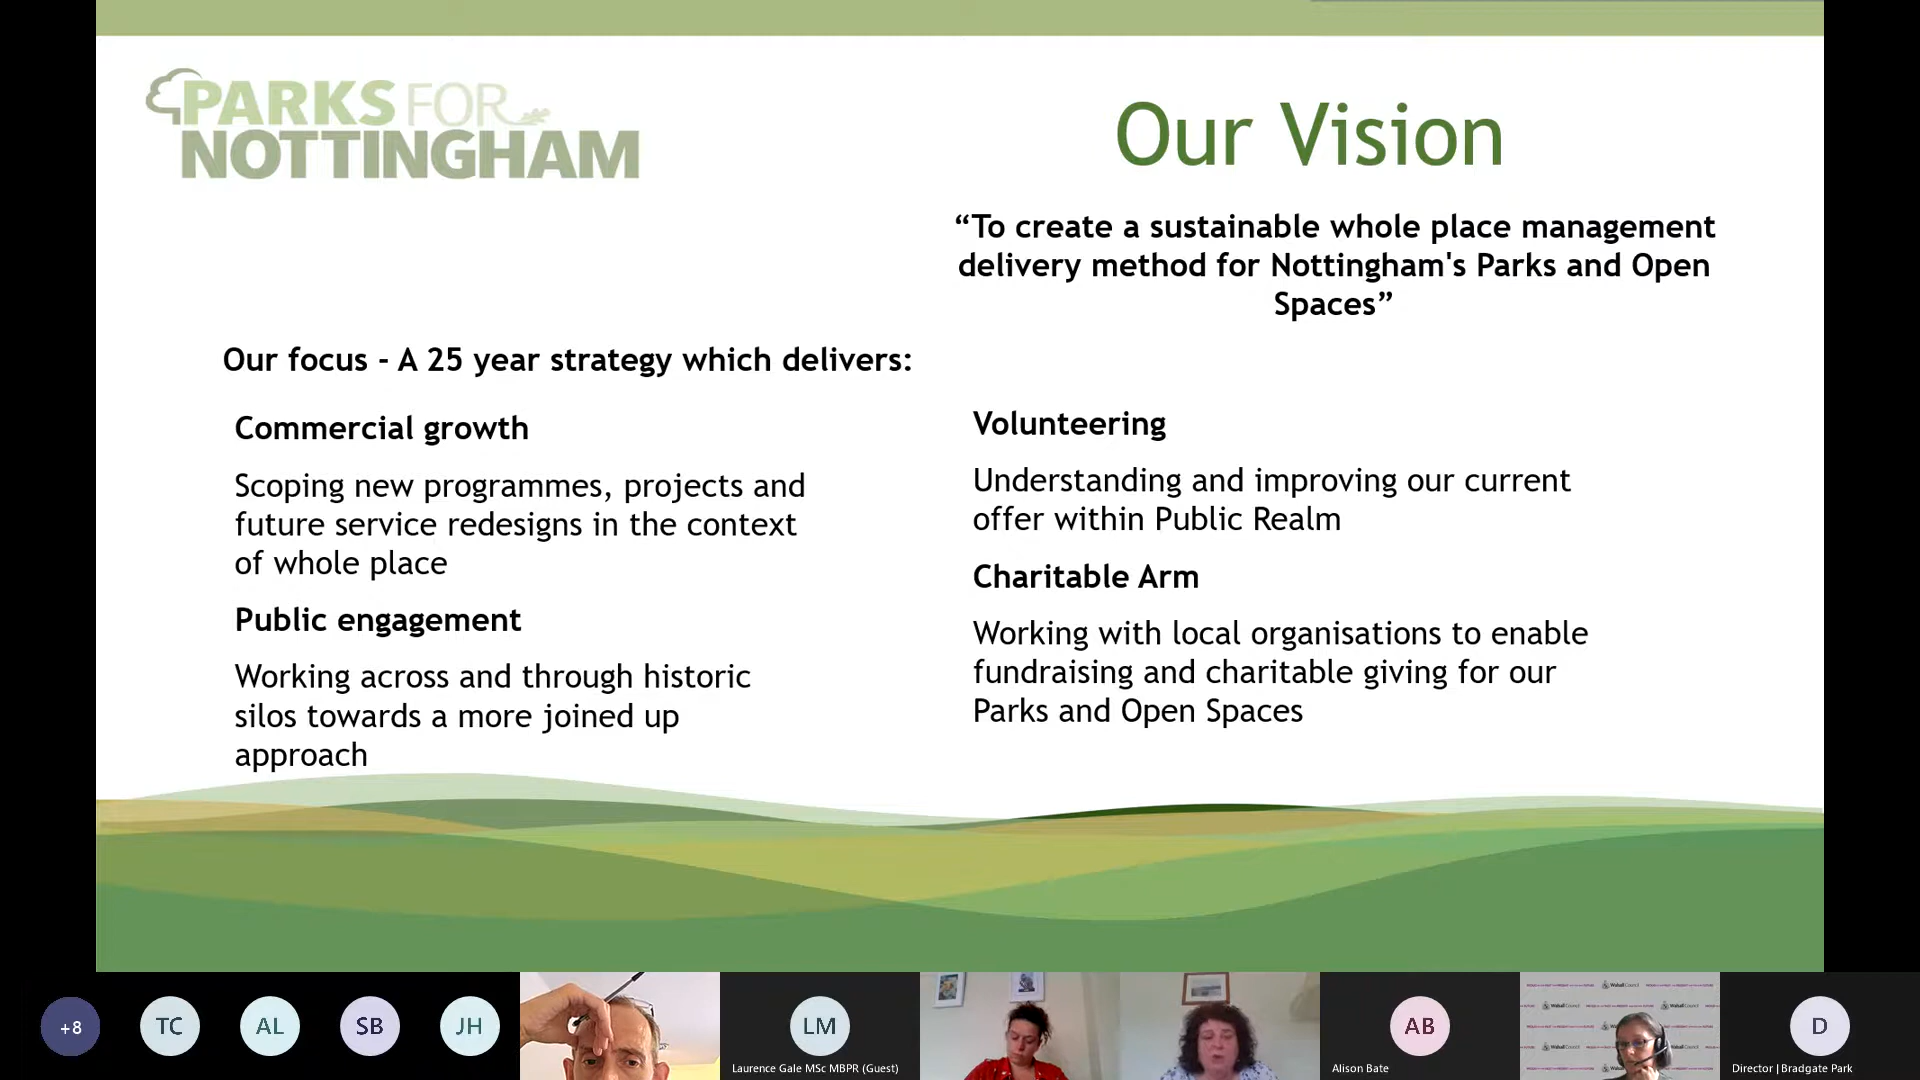 PARKS FOR
NOTTINGHAM
Our Vision
“To create a sustainable whole place management
delivery method for Nottingham's Parks and Open
Spaces”
Our focus - A 25 year strategy which delivers:
Commercial growth
Scoping new programmes, projects and
future service redesigns in the context
of whole place
Public engagement
Working across and through historic
silos towards a more joined up
approach
Volunteering
Understanding and improving our current
offer within Public Realm
Charitable Arm
Working with local organisations to enable
fundraising and charitable giving for our
Parks and Open Spaces
+8
TC
AL
SB
JH
LM
Laurence Gale MSc MBPR (Guest)
AB
Alison Bate
Walsall Council
D
Director | Bradgate Park